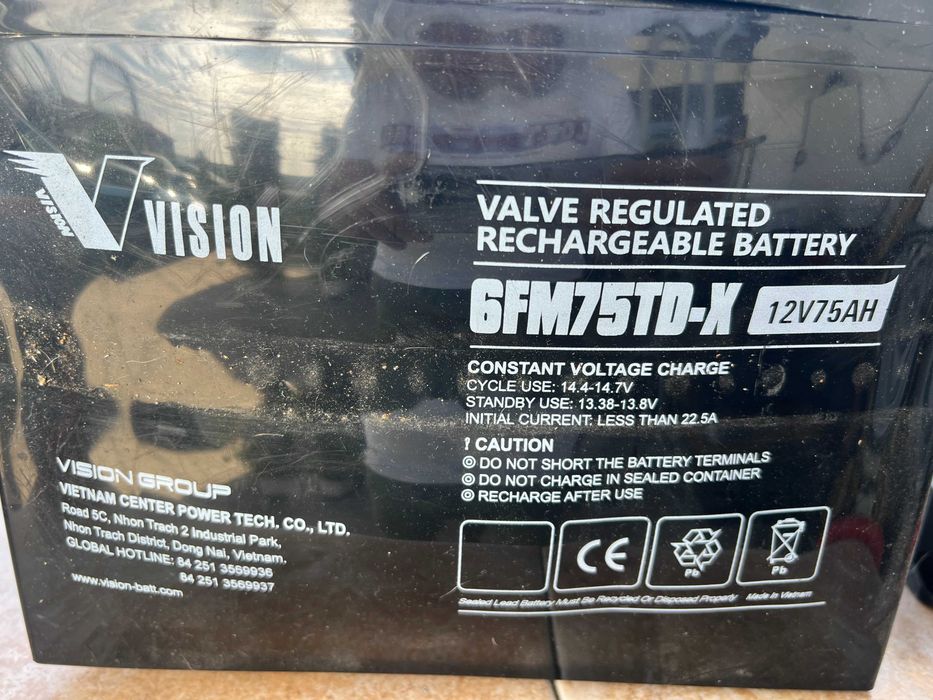 VISION
VISION
VALVE REGULATED
RECHARGEABLE BATTERY
6FM75TD-X
12V75AH
CONSTANT VOLTAGE CHARGE
CYCLE USE: 14.4-14.7V
STANDBY USE: 13.38-13.8V
INITIAL CURRENT: LESS THAN 22.5A
! CAUTION
◎ DO NOT SHORT THE BATTERY TERMINALS
◎ DO NOT CHARGE IN SEALED CONTAINER
◎ RECHARGE AFTER USE
VISION GROUP
VIETNAM CENTER POWER TECH. CO., LTD.
Road 5C, Nhon Trach 2 Industrial Park,
Nhon Trach District, Dong Nai, Vietnam.
GLOBAL HOTLINE: 84 251 3569936
84 251 3569937
www.vision-batt.com
CE
Pb
Pb
Sealed Lead Battery Must Be Recycled Or Disposed Properly
Made in Vietnam